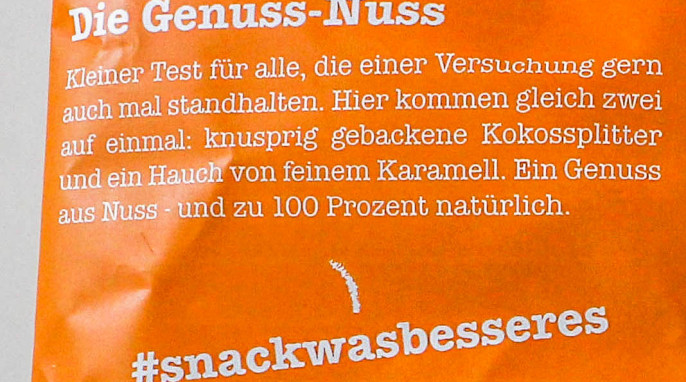 Die Genuss-Nuss
Kleiner Test für alle, die einer Versuchung gern
auch mal standhalten. Hier kommen gleich zwei
auf einmal: knusprig gebackene Kokossplitter
und ein Hauch von feinem Karamell. Ein Genuss
aus Nuss - und zu 100 Prozent natürlich.
#snackwasbesseres